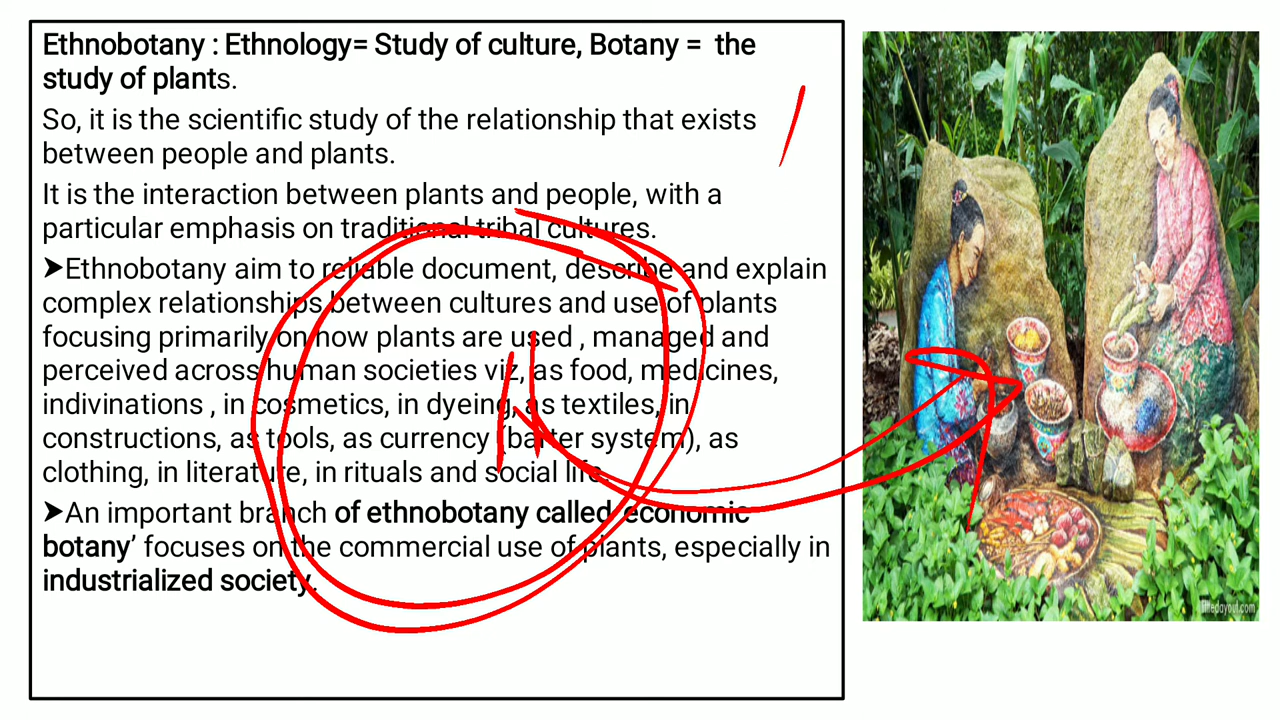 Ethnobotany : Ethnology= Study of culture, Botany = the
study of plants.
So, it is the scientific study of the relationship that exists
between people and plants.
It is the interaction between plants and people, with a
particular emphasis on traditional tribal cultures.
➤Ethnobotany aim to reliable document, describe and explain
complex relationships between cultures and use of plants
focusing primarily on how plants are used , managed and
perceived across human societies viz, as food, medicines,
indivinations , in cosmetics, in dyeing, as textiles, in
constructions, as tools, as currency (barter system), as
clothing, in literature, in rituals and social life.
➤An important branch of ethnobotany called ‘economic
botany’ focuses on the commercial use of plants, especially in
industrialized society.
thedayout.com